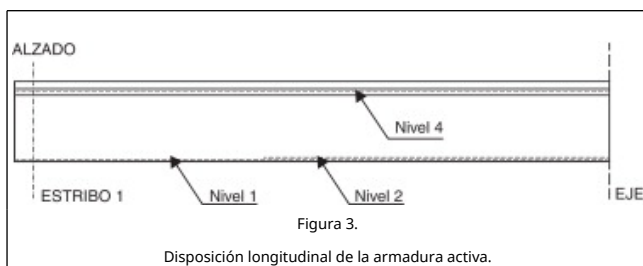 ALZADO
Nivel 4
ESTRIBO 1
Nivel 1
Nivel 2
EJE
Figura 3.
Disposición longitudinal de la armadura activa.